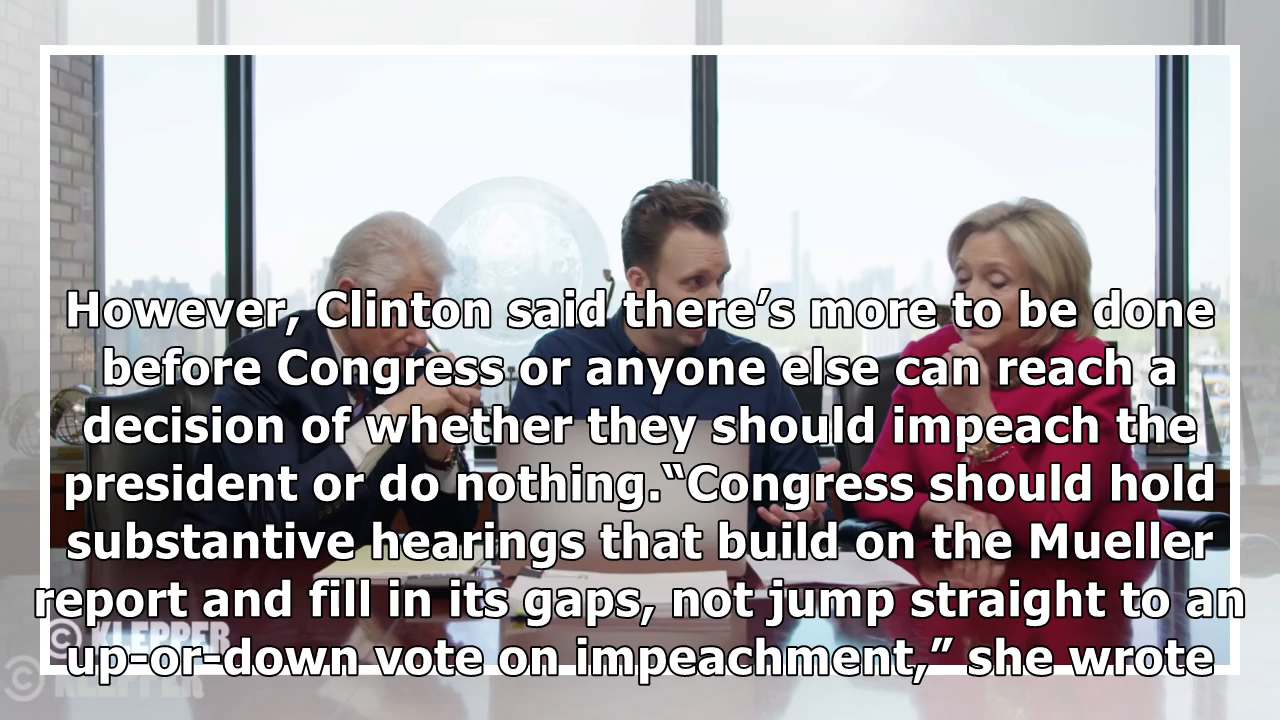 However, Clinton said there’s more to be done
before Congress or anyone else can reach a
decision of whether they should impeach the
president or do nothing.“Congress should hold
substantive hearings that build on the Mueller
report and fill in its gaps, not jump straight to an
up-or-down vote on impeachment,” she wrote
KLEPPER
KLEPPER